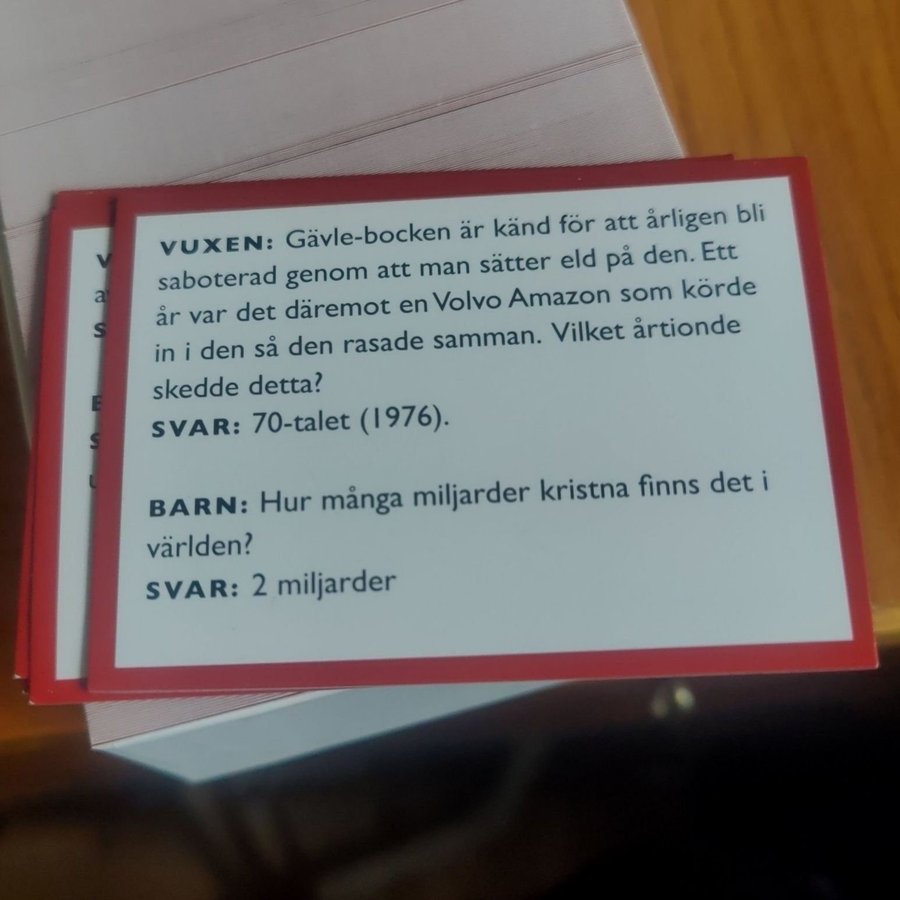 VUXEN: Gävle-bocken är känd för att årligen bli
saboterad genom att man sätter eld på den. Ett
år var det däremot en Volvo Amazon som körde
in i den så den rasade samman. Vilket årtionde
skedde detta?
SVAR: 70-talet (1976).
BARN: Hur många miljarder kristna finns det i
världen?
SVAR: 2 miljarder